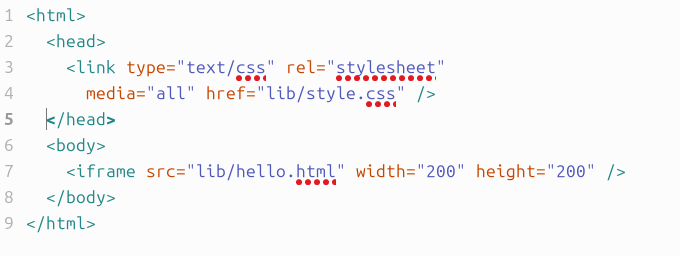 1 <html>
2   <head>
3     <link type="text/css" rel="stylesheet"
4       media="all" href="lib/style.css" />
5   </head>
6   <body>
7     <iframe src="lib/hello.html" width="200" height="200" />
8   </body>
9 </html>